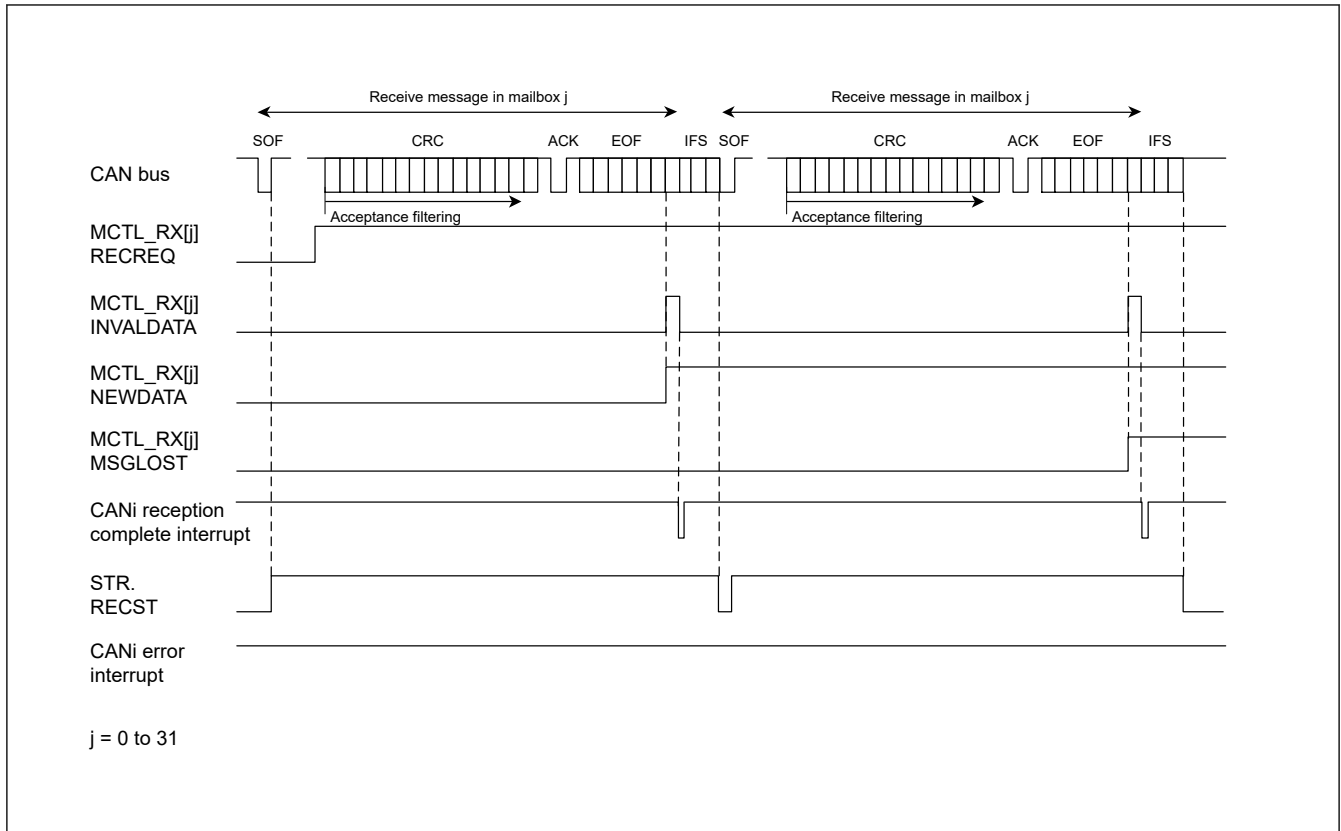 Receive message in mailbox j Receive message in mailbox j
SOF CRC ACK EOF IFS SOF CRC ACK EOF IFS
CAN bus
Acceptance filtering Acceptance filtering
MCTL_RX[j]
RECREQ
MCTL_RX[j]
INVALDATA
MCTL_RX[j]
NEWDATA
MCTL_RX[j]
MSGLOST
CANi reception
complete interrupt
STR.
RECST
CANi error
interrupt
j = 0 to 31